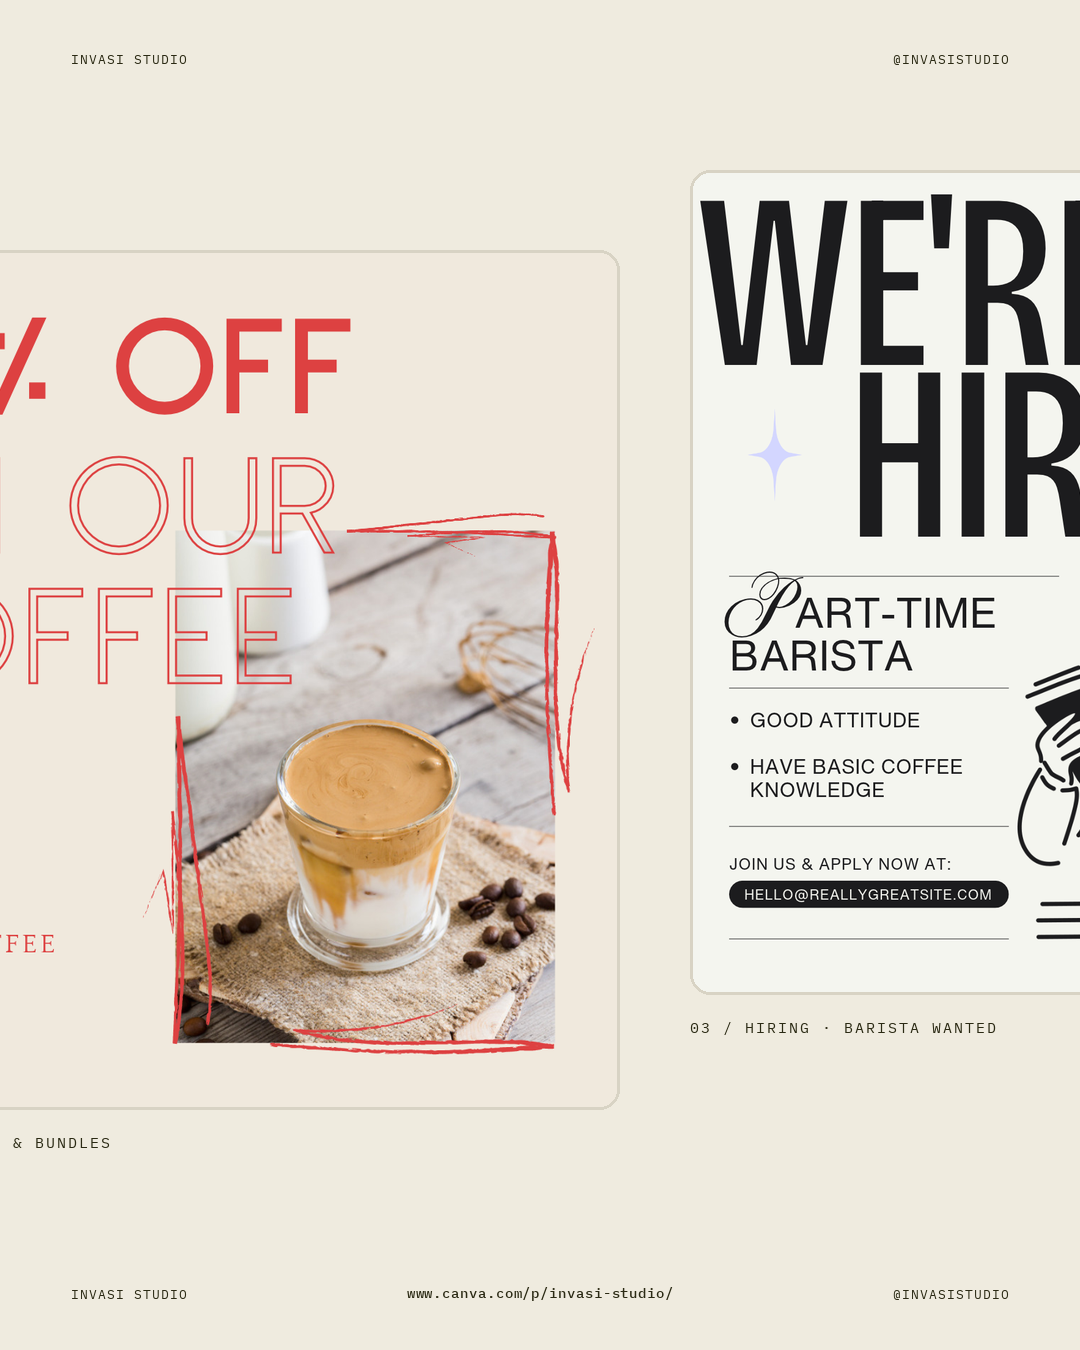 INVASI STUDIO
@INVASISTUDIO
% OFF
OUR
OFFEE
FFEE
& BUNDLES
WE'RE
HIR
PART-TIME
BARISTA
• GOOD ATTITUDE
• HAVE BASIC COFFEE
KNOWLEDGE
JOIN US & APPLY NOW AT:
HELLO@REALLYGREATSITE.COM
03 / HIRING · BARISTA WANTED
INVASI STUDIO
www.canva.com/p/invasi-studio/
@INVASISTUDIO